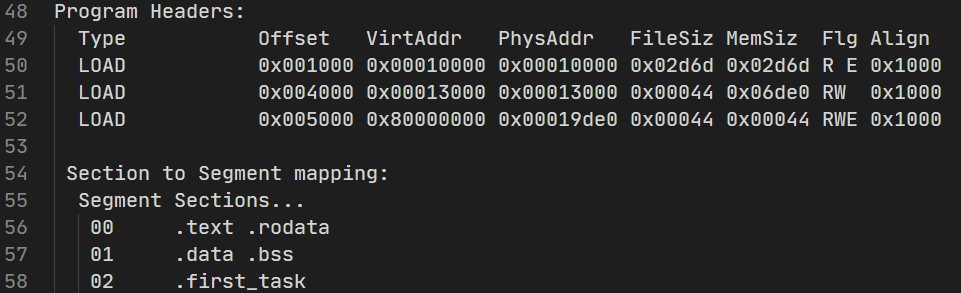 48 Program Headers:
49   Type           Offset   VirtAddr   PhysAddr   FileSiz MemSiz  Flg Align
50   LOAD           0x001000 0x00010000 0x00010000 0x02d6d 0x02d6d R E 0x1000
51   LOAD           0x004000 0x00013000 0x00013000 0x00044 0x06de0 RW  0x1000
52   LOAD           0x005000 0x80000000 0x00019de0 0x00044 0x00044 RWE 0x1000
53
54  Section to Segment mapping:
55   Segment Sections...
56    00     .text .rodata
57    01     .data .bss
58    02     .first_task